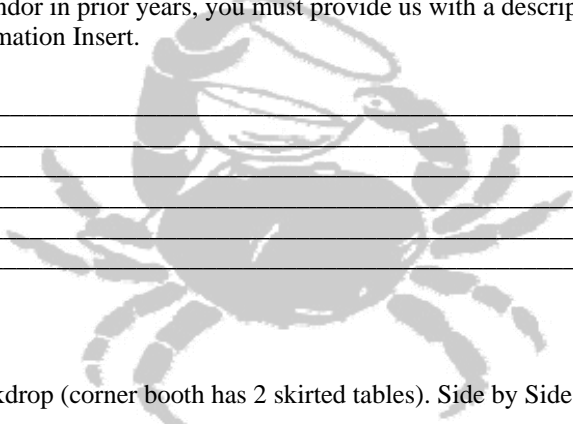 ndor in prior years, you must provide us with a descrip
mation Insert.
kdrop (corner booth has 2 skirted tables). Side by Side